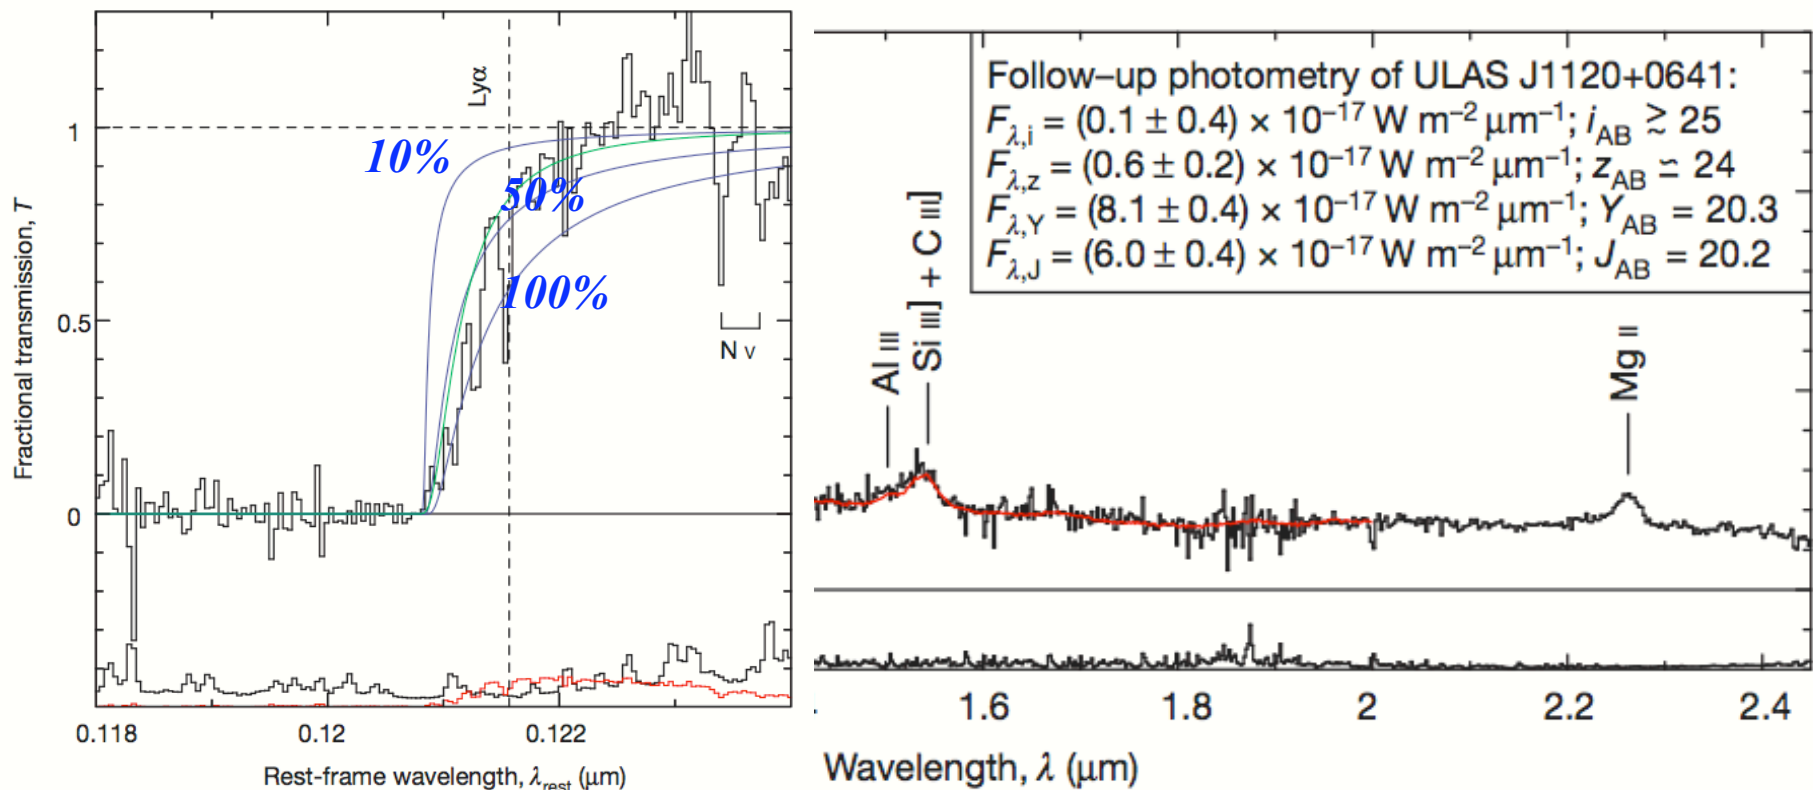 Lyα
10%
50%
100%
N V
1
0.5
0
Fractional transmission, T
0.118
0.12
0.122
Rest-frame wavelength, λrest (μm)
Follow–up photometry of ULAS J1120+0641:
Fλ,i = (0.1 ± 0.4) × 10⁻¹⁷ W m⁻² μm⁻¹; iAB ≳ 25
Fλ,z = (0.6 ± 0.2) × 10⁻¹⁷ W m⁻² μm⁻¹; zAB ≃ 24
Fλ,Y = (8.1 ± 0.4) × 10⁻¹⁷ W m⁻² μm⁻¹; YAB = 20.3
Fλ,J = (6.0 ± 0.4) × 10⁻¹⁷ W m⁻² μm⁻¹; JAB = 20.2
Al III
Si III] + C III]
Mg II
1.6
1.8
2
2.2
2.4
Wavelength, λ (μm)